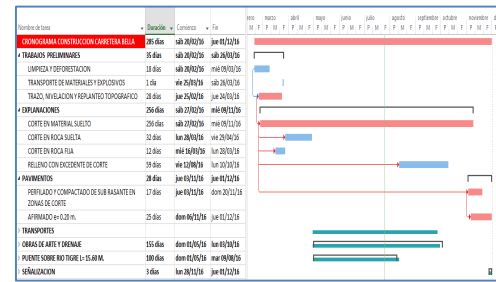 enero marzo abril mayo junio julio agosto septiembre octubre noviembre
Nombre de tarea Duración Comienzo Fin M F P M F P M F P M F P M F P M F P M F P M F P M F P M F P
CRONOGRAMA CONSTRUCCION CARRETERA BELLA 285 días sáb 20/02/16 jue 01/12/16
TRABAJOS PRELIMINARES 35 días sáb 20/02/16 sáb 26/03/16
LIMPIEZA Y DEFORESTACION 18 días sáb 20/02/16 mié 09/03/16
TRANSPORTE DE MATERIALES Y EXPLOSIVOS 1 día vie 25/03/16 sáb 26/03/16
TRAZO, NIVELACION Y REPLANTEO TOPOGRAFICO 28 días jue 25/02/16 jue 24/03/16
EXPLANACIONES 256 días sáb 27/02/16 mié 09/11/16
CORTE EN MATERIAL SUELTO 256 días sáb 27/02/16 mié 09/11/16
CORTE EN ROCA SUELTA 32 días lun 28/03/16 vie 29/04/16
CORTE EN ROCA FIJA 12 días mié 16/03/16 lun 28/03/16
RELLENO CON EXCEDENTE DE CORTE 59 días vie 12/08/16 lun 10/10/16
PAVIMENTOS 28 días jue 03/11/16 jue 01/12/16
PERFILADO Y COMPACTADO DE SUB RASANTE EN 17 días jue 03/11/16 dom 20/11/16
ZONAS DE CORTE
AFIRMADO e= 0.20 m. 25 días dom 06/11/16 jue 01/12/16
TRANSPORTES
OBRAS DE ARTE Y DRENAJE 155 días dom 01/05/16 lun 03/10/16
PUENTE SOBRE RIO TIGRE L= 15.60 M. 100 días dom 01/05/16 mar 09/08/16
SEÑALIZACION 3 días lun 28/11/16 jue 01/12/16